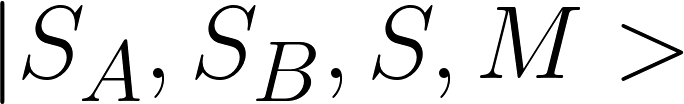 |S_A, S_B, S, M >